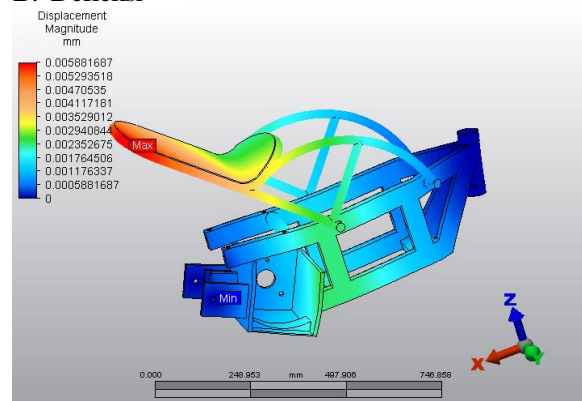 Displacement
Magnitude
mm
0.005881687
0.005293518
0.00470535
0.004117181
0.003529012
0.002940844
0.002352675
0.001764506
0.001176337
0.0005881687
0
Max
Min
Z
X
Y
0.000 248.953 mm 497.906 746.858